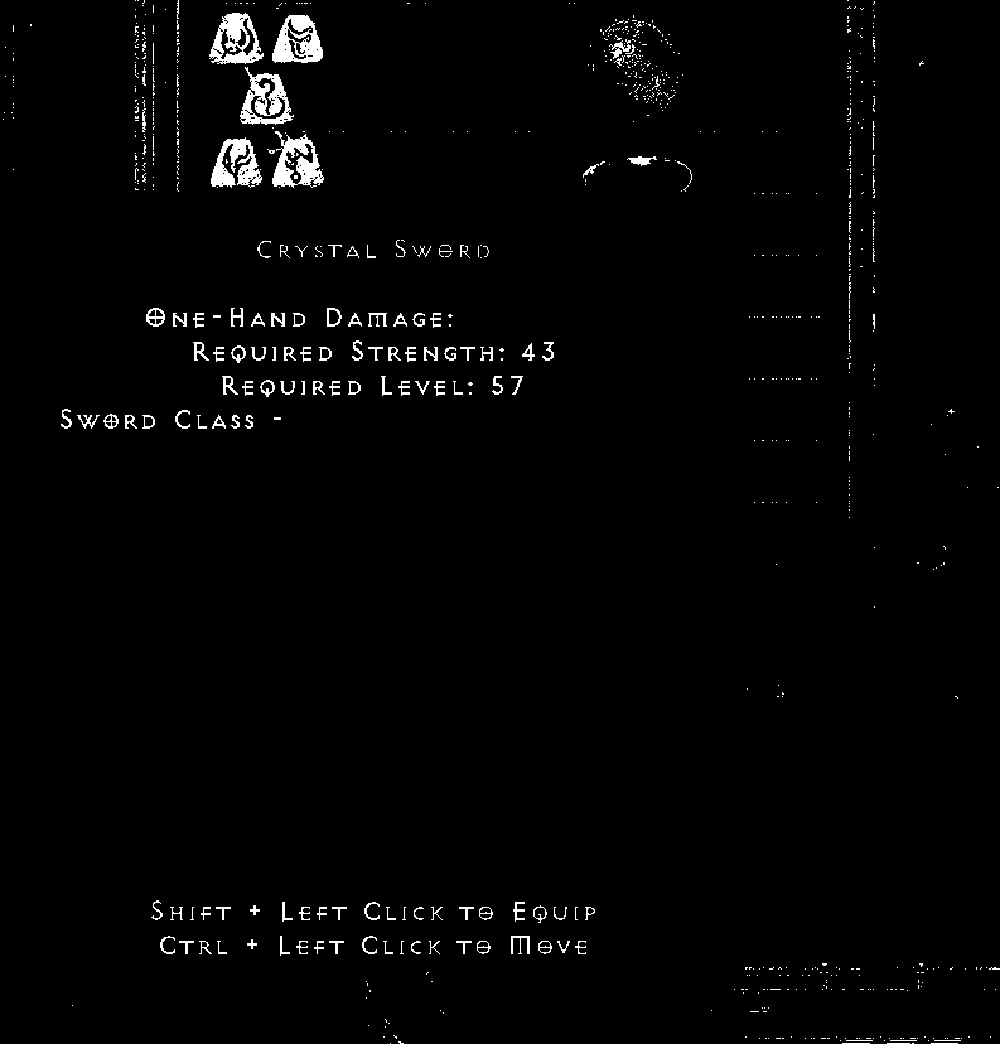 Crystal Sword
One-Hand Damage:
Required Strength: 43
Required Level: 57
Sword Class -
Shift + Left Click to Equip
Ctrl + Left Click to Move